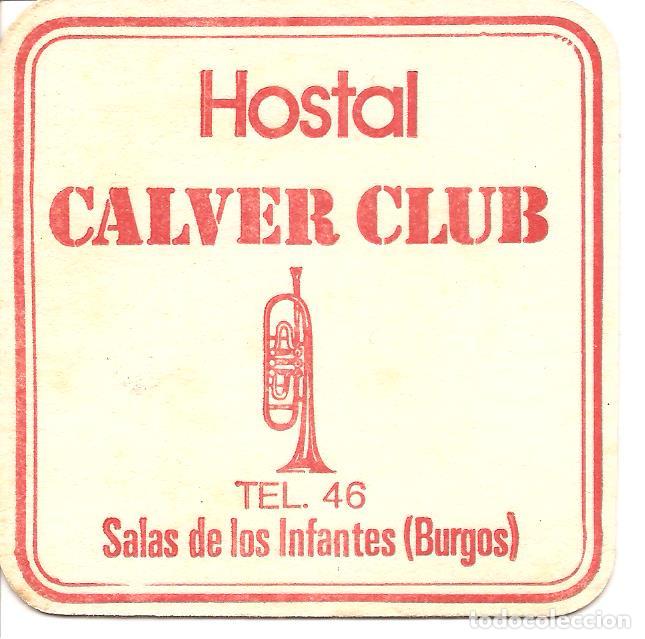 Hostal
CALVER CLUB
TEL. 46
Salas de los Infantes (Burgos)
todocoleccion